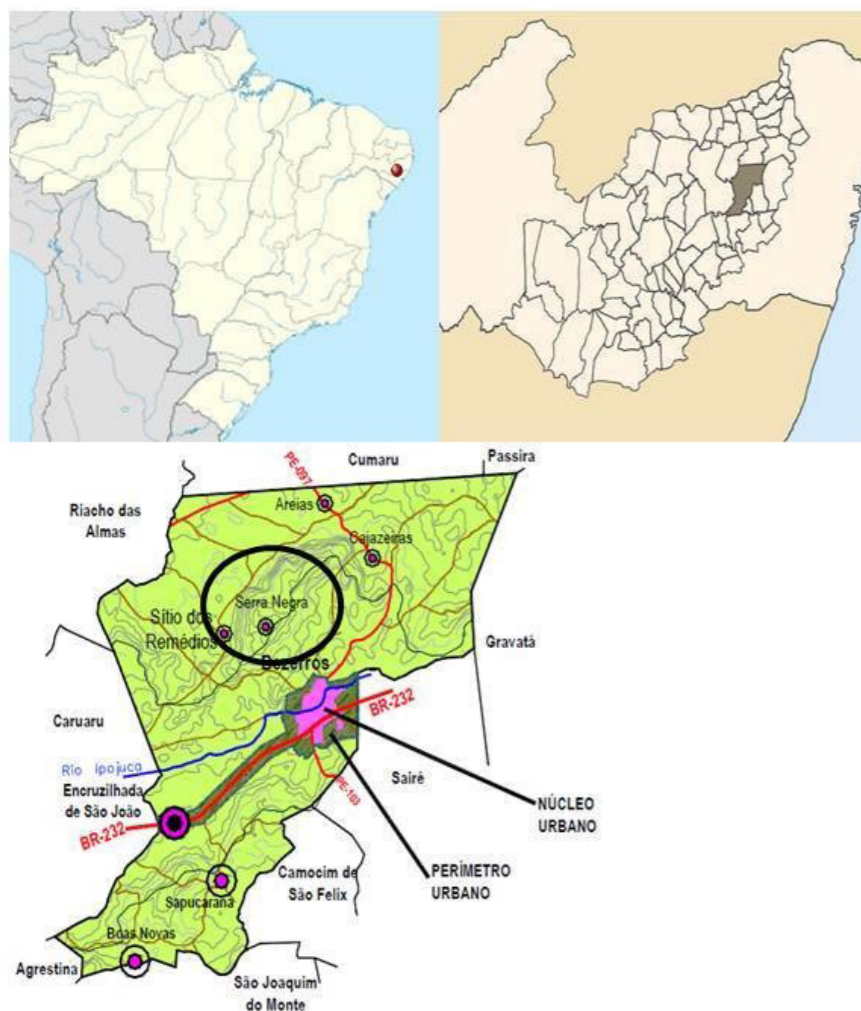 Cumaru
Passira
PE-097
Riacho das
Almas
Areias
Cajazeiras
Serra Negra
Sítio dos
Remédios
Gravatá
Bezerros
BR-232
Caruaru
Rio Ipojuca
Sairé
Encruzilhada
de São João
PE-103
NÚCLEO
URBANO
BR-232
Camocim de
São Felix
PERÍMETRO
URBANO
Sapucarana
Boas Novas
Agrestina
São Joaquim
do Monte